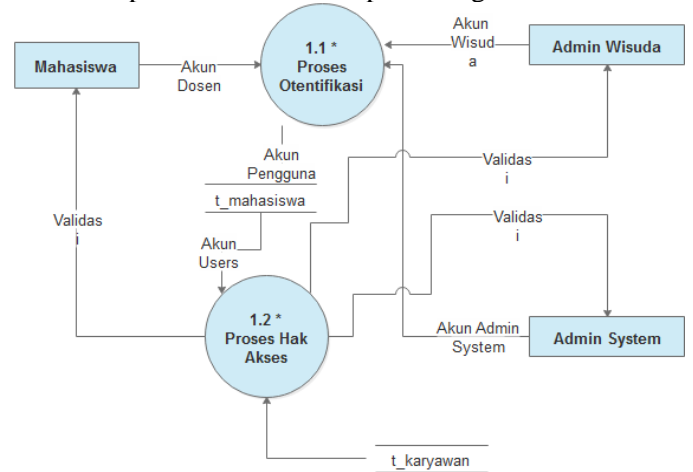 1.1 *
Proses
Otentifikasi
Mahasiswa
Akun
Dosen
Akun
Wisud
a
Admin Wisuda
Akun
Pengguna
t_mahasiswa
Validas
i
Validas
i
Validas
i
Akun
Users
1.2 *
Proses Hak
Akses
Akun Admin
System
Admin System
t_karyawan